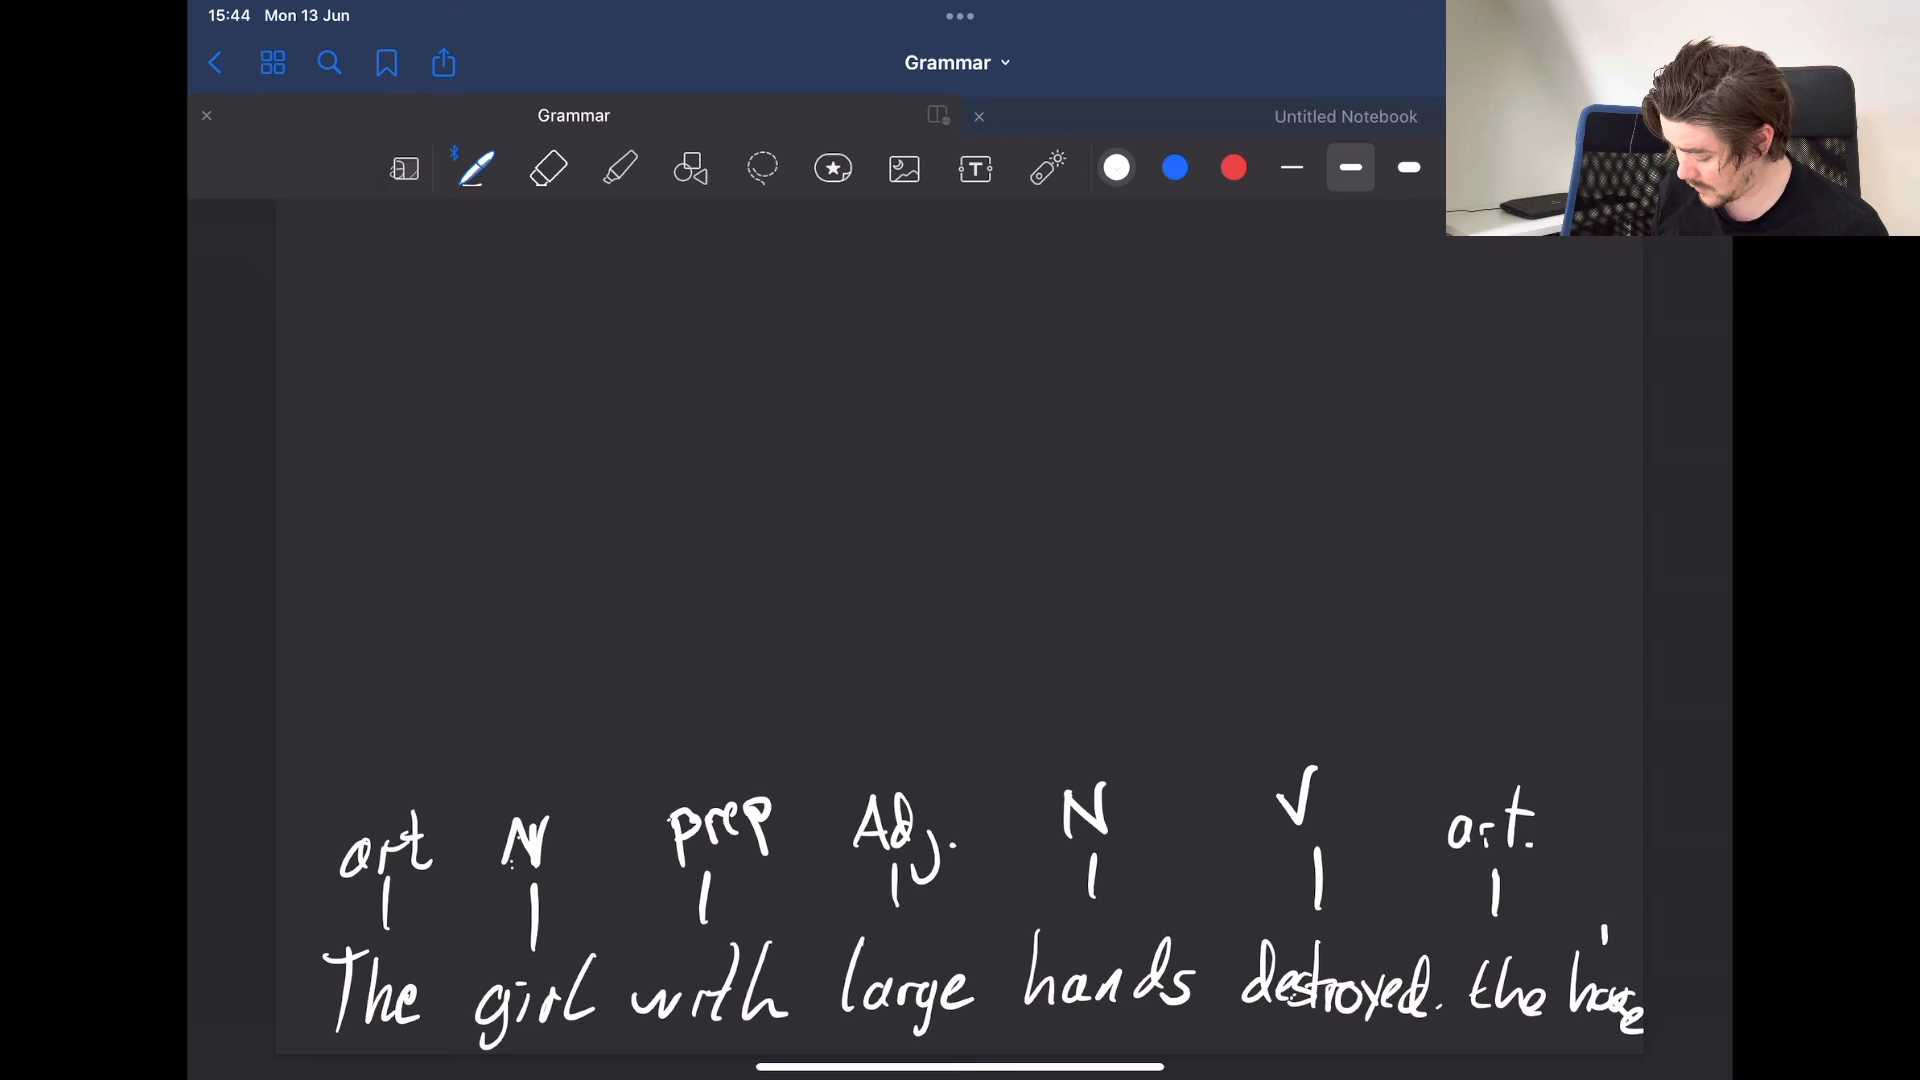 15:44 Mon 13 Jun
Grammar
Grammar Untitled Notebook
T
art N prep Adj. N V art.
The girl with large hands destroyed. the house